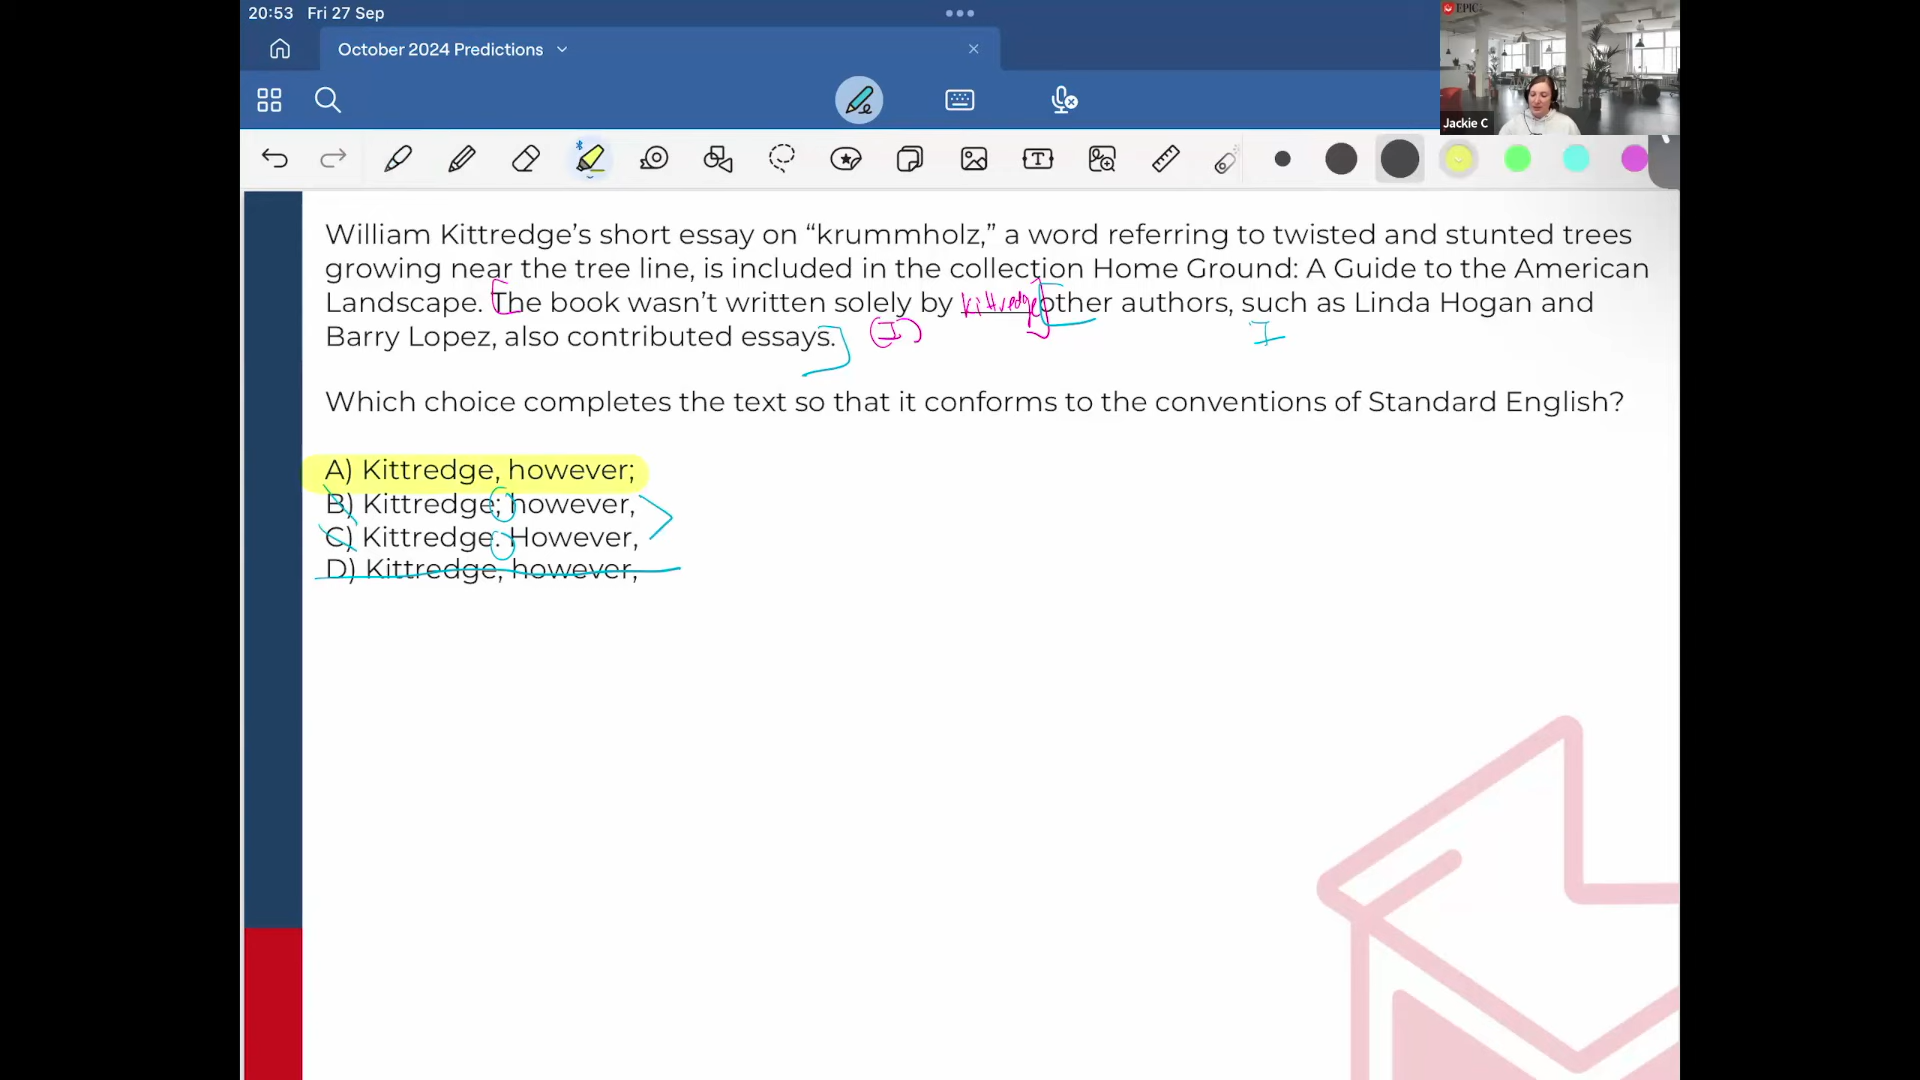 20:53 Fri 27 Sep
October 2024 Predictions
EPIC
Jackie C
William Kittredge’s short essay on “krummholz,” a word referring to twisted and stunted trees
growing near the tree line, is included in the collection Home Ground: A Guide to the American
Landscape. The book wasn’t written solely by Kittredge other authors, such as Linda Hogan and
Barry Lopez, also contributed essays. I I
Which choice completes the text so that it conforms to the conventions of Standard English?
A) Kittredge, however;
B) Kittredge; however,
C) Kittredge. However,
D) Kittredge, however,